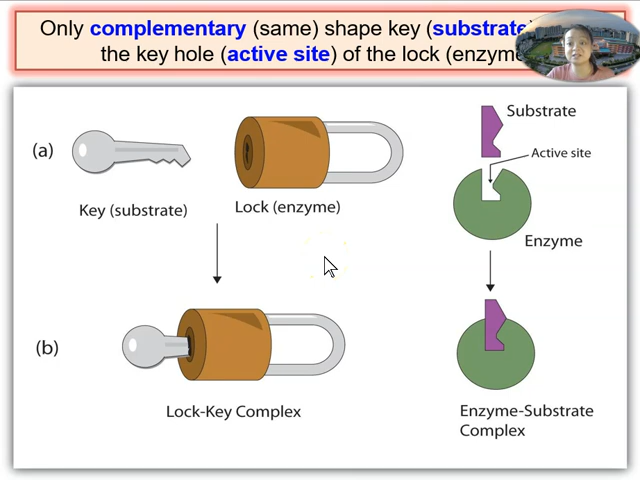 Only complementary (same) shape key (substrate)
the key hole (active site) of the lock (enzyme
Substrate
(a)
Active site
Key (substrate)
Lock (enzyme)
Enzyme
(b)
Lock-Key Complex
Enzyme-Substrate
Complex